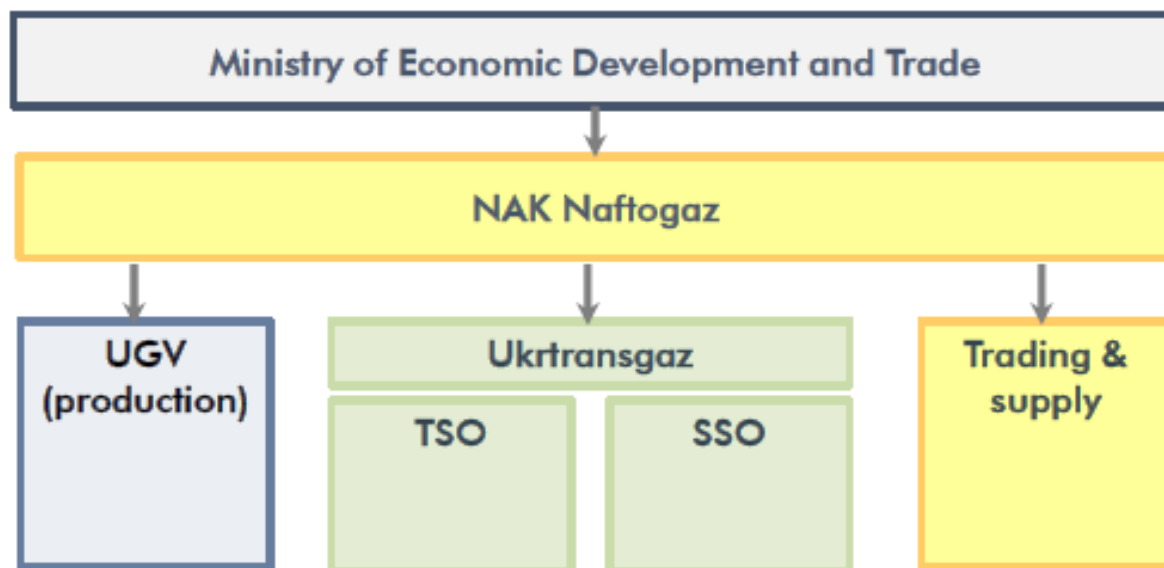 Ministry of Economic Development and Trade
NAK Naftogaz
UGV
(production)
Ukrtransgaz
TSO
SSO
Trading &
supply